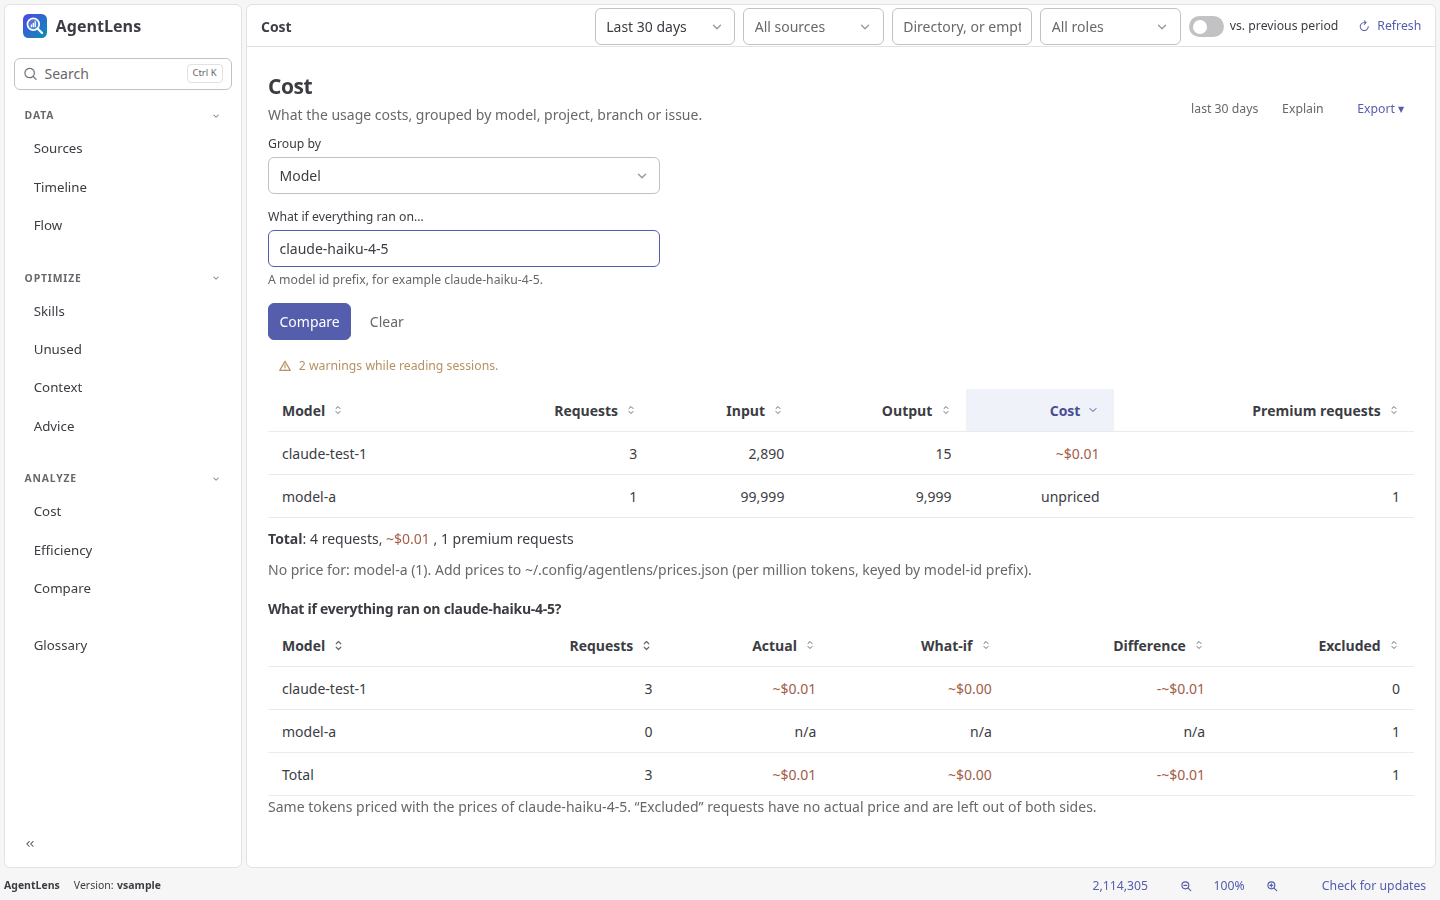 AgentLens
Search
Ctrl K
DATA
Sources
Timeline
Flow
OPTIMIZE
Skills
Unused
Context
Advice
ANALYZE
Cost
Efficiency
Compare
Glossary
«
Cost
Last 30 days
All sources
Directory, or empt
All roles
vs. previous period
Refresh
Cost
What the usage costs, grouped by model, project, branch or issue.
last 30 days
Explain
Export ▾
Group by
Model
What if everything ran on...
claude-haiku-4-5
A model id prefix, for example claude-haiku-4-5.
Compare
Clear
2 warnings while reading sessions.
Model Requests Input Output Cost Premium requests
claude-test-1 3 2,890 15 ~$0.01
model-a 1 99,999 9,999 unpriced 1
Total: 4 requests, ~$0.01 , 1 premium requests
No price for: model-a (1). Add prices to ~/.config/agentlens/prices.json (per million tokens, keyed by model-id prefix).
What if everything ran on claude-haiku-4-5?
Model Requests Actual What-if Difference Excluded
claude-test-1 3 ~$0.01 ~$0.00 -~$0.01 0
model-a 0 n/a n/a n/a 1
Total 3 ~$0.01 ~$0.00 -~$0.01 1
Same tokens priced with the prices of claude-haiku-4-5. “Excluded” requests have no actual price and are left out of both sides.
AgentLens Version: vsample
2,114,305
100%
Check for updates